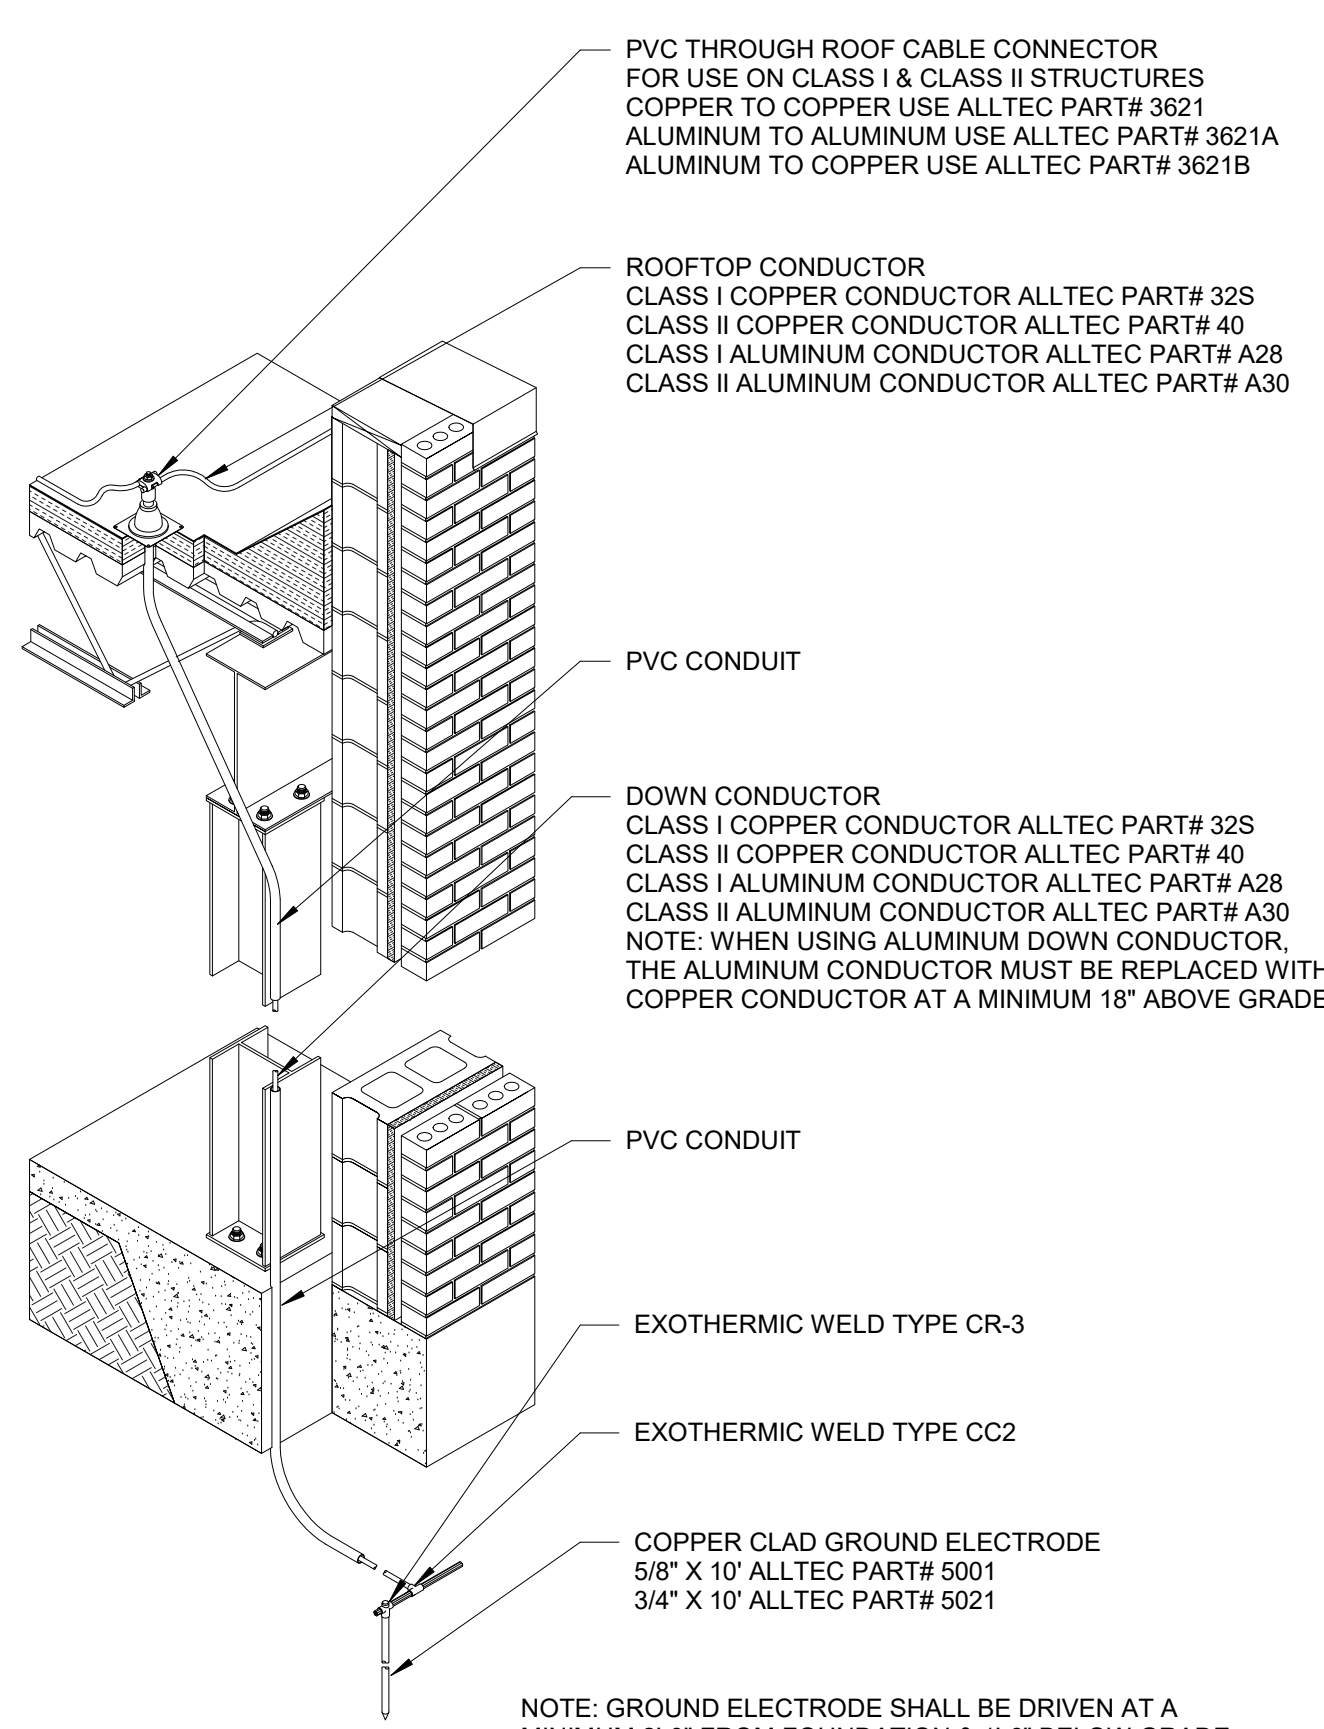 PVC THROUGH ROOF CABLE CONNECTOR
FOR USE ON CLASS I & CLASS II STRUCTURES
COPPER TO COPPER USE ALLTEC PART# 3621
ALUMINUM TO ALUMINUM USE ALLTEC PART# 3621A
ALUMINUM TO COPPER USE ALLTEC PART# 3621B
ROOFTOP CONDUCTOR
CLASS I COPPER CONDUCTOR ALLTEC PART# 32S
CLASS II COPPER CONDUCTOR ALLTEC PART# 40
CLASS I ALUMINUM CONDUCTOR ALLTEC PART# A28
CLASS II ALUMINUM CONDUCTOR ALLTEC PART# A30
PVC CONDUIT
DOWN CONDUCTOR
CLASS I COPPER CONDUCTOR ALLTEC PART# 32S
CLASS II COPPER CONDUCTOR ALLTEC PART# 40
CLASS I ALUMINUM CONDUCTOR ALLTEC PART# A28
CLASS II ALUMINUM CONDUCTOR ALLTEC PART# A30
NOTE: WHEN USING ALUMINUM DOWN CONDUCTOR,
THE ALUMINUM CONDUCTOR MUST BE REPLACED WITH
COPPER CONDUCTOR AT A MINIMUM 18" ABOVE GRADE
PVC CONDUIT
EXOTHERMIC WELD TYPE CR-3
EXOTHERMIC WELD TYPE CC2
COPPER CLAD GROUND ELECTRODE
5/8" X 10' ALLTEC PART# 5001
3/4" X 10' ALLTEC PART# 5021
NOTE: GROUND ELECTRODE SHALL BE DRIVEN AT A
MINIMUM FROM FOUNDATION & BELOW GRADE